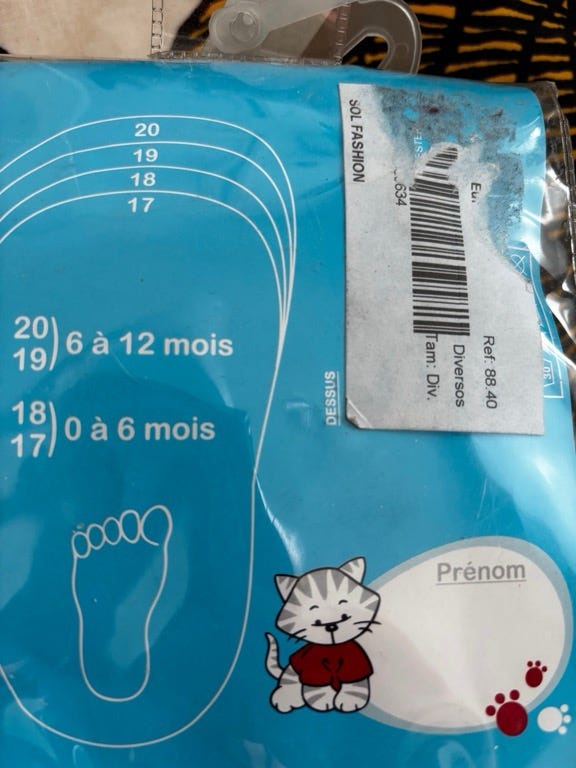 20
19
18
17
20
19) 6 à 12 mois
18
17) 0 à 6 mois
DESSUS
SOL FASHION
634
Ref: 88.40
Diversos
Tam: Div.
30
Prénom